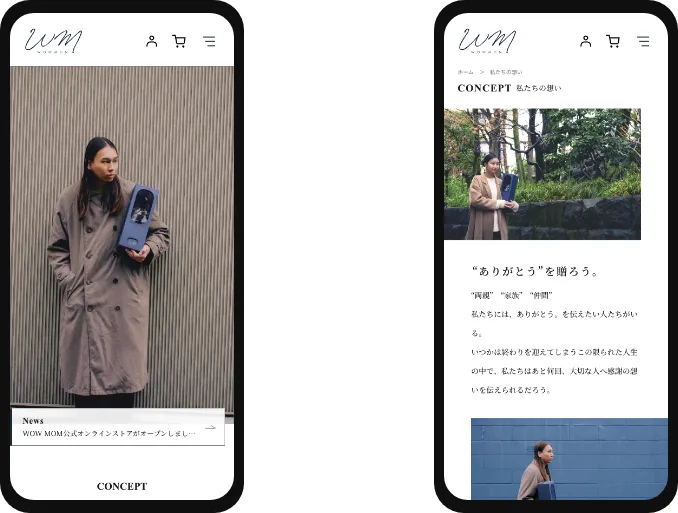 WM
News
WOW MOM公式オンラインストアがオープンしまし…
CONCEPT
ホーム > 私たちの想い
CONCEPT 私たちの想い
“ありがとう”を贈ろう。
“両親” “家族” “仲間”
私たちには、ありがとう。を伝えたい人たちがい
る。
いつかは終わりを迎えてしまうこの限られた人生
の中で、私たちはあと何回、大切な人へ感謝の想
いを伝えられるだろう。